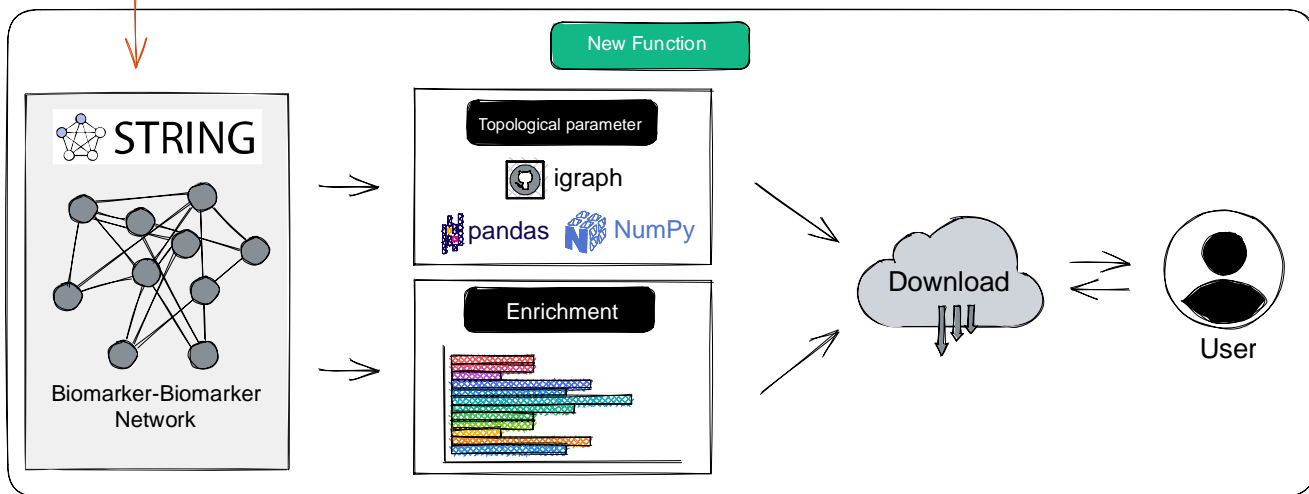 New Function
STRING
Biomarker-Biomarker
Network
Topological parameter
igraph
pandas
NumPy
Enrichment
Download
User